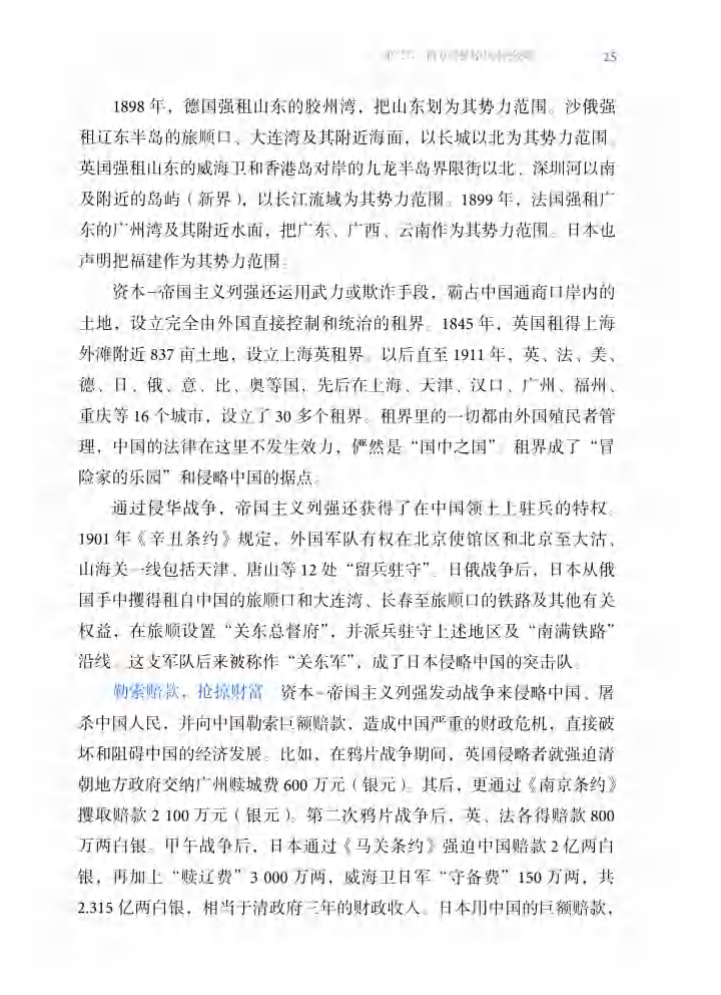 25
1898 年，德国强租山东的胶州湾，把山东划为其势力范围。沙俄强
租辽东半岛的旅顺口、大连湾及其附近海面，以长城以北为其势力范围。
英国强租山东的威海卫和香港岛对岸的九龙半岛界限街以北、深圳河以南
及附近的岛屿（新界），以长江流域为其势力范围。1899 年，法国强租广
东的广州湾及其附近水面，把广东、广西、云南作为其势力范围。日本也
声明把福建作为其势力范围。
资本-帝国主义列强还运用武力或欺诈手段，霸占中国通商口岸内的
土地，设立完全由外国直接控制和统治的租界。1845 年，英国租得上海
外滩附近 837 亩土地，设立上海英租界。以后直至 1911 年，英、法、美、
德、日、俄、意、比、奥等国，先后在上海、天津、汉口、广州、福州、
重庆等 16 个城市，设立了 30 多个租界。租界里的一切都由外国殖民者管
理，中国的法律在这里不发生效力，俨然是“国中之国”。租界成了“冒
险家的乐园”和侵略中国的据点。
通过侵华战争，帝国主义列强还获得了在中国领土上驻兵的特权。
1901 年《辛丑条约》规定，外国军队有权在北京使馆区和北京至大沽、
山海关一线包括天津、唐山等 12 处“留兵驻守”。日俄战争后，日本从俄
国手中攫得租自中国的旅顺口和大连湾、长春至旅顺口的铁路及其他有关
权益，在旅顺设置“关东总督府”，并派兵驻守上述地区及“南满铁路”
沿线。这支军队后来被称作“关东军”，成了日本侵略中国的突击队。
勒索赔款，抢掠财富 资本-帝国主义列强发动战争来侵略中国、屠
杀中国人民，并向中国勒索巨额赔款，造成中国严重的财政危机，直接破
坏和阻碍中国的经济发展。比如，在鸦片战争期间，英国侵略者就强迫清
朝地方政府交纳广州赎城费 600 万元（银元）。其后，更通过《南京条约》
攫取赔款 2 100 万元（银元）。第二次鸦片战争后，英、法各得赔款 800
万两白银。甲午战争后，日本通过《马关条约》强迫中国赔款 2 亿两白
银，再加上“赎辽费”3 000 万两，威海卫日军“守备费”150 万两，共
2.315 亿两白银，相当于清政府三年的财政收入。日本用中国的巨额赔款，